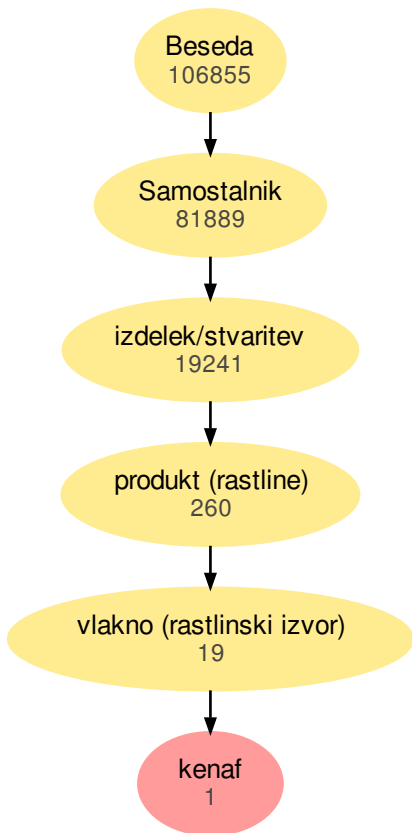 Beseda
106855
Samostalnik
81889
izdelek/stvaritev
19241
produkt (rastline)
260
vlakno (rastlinski izvor)
19
kenaf
1